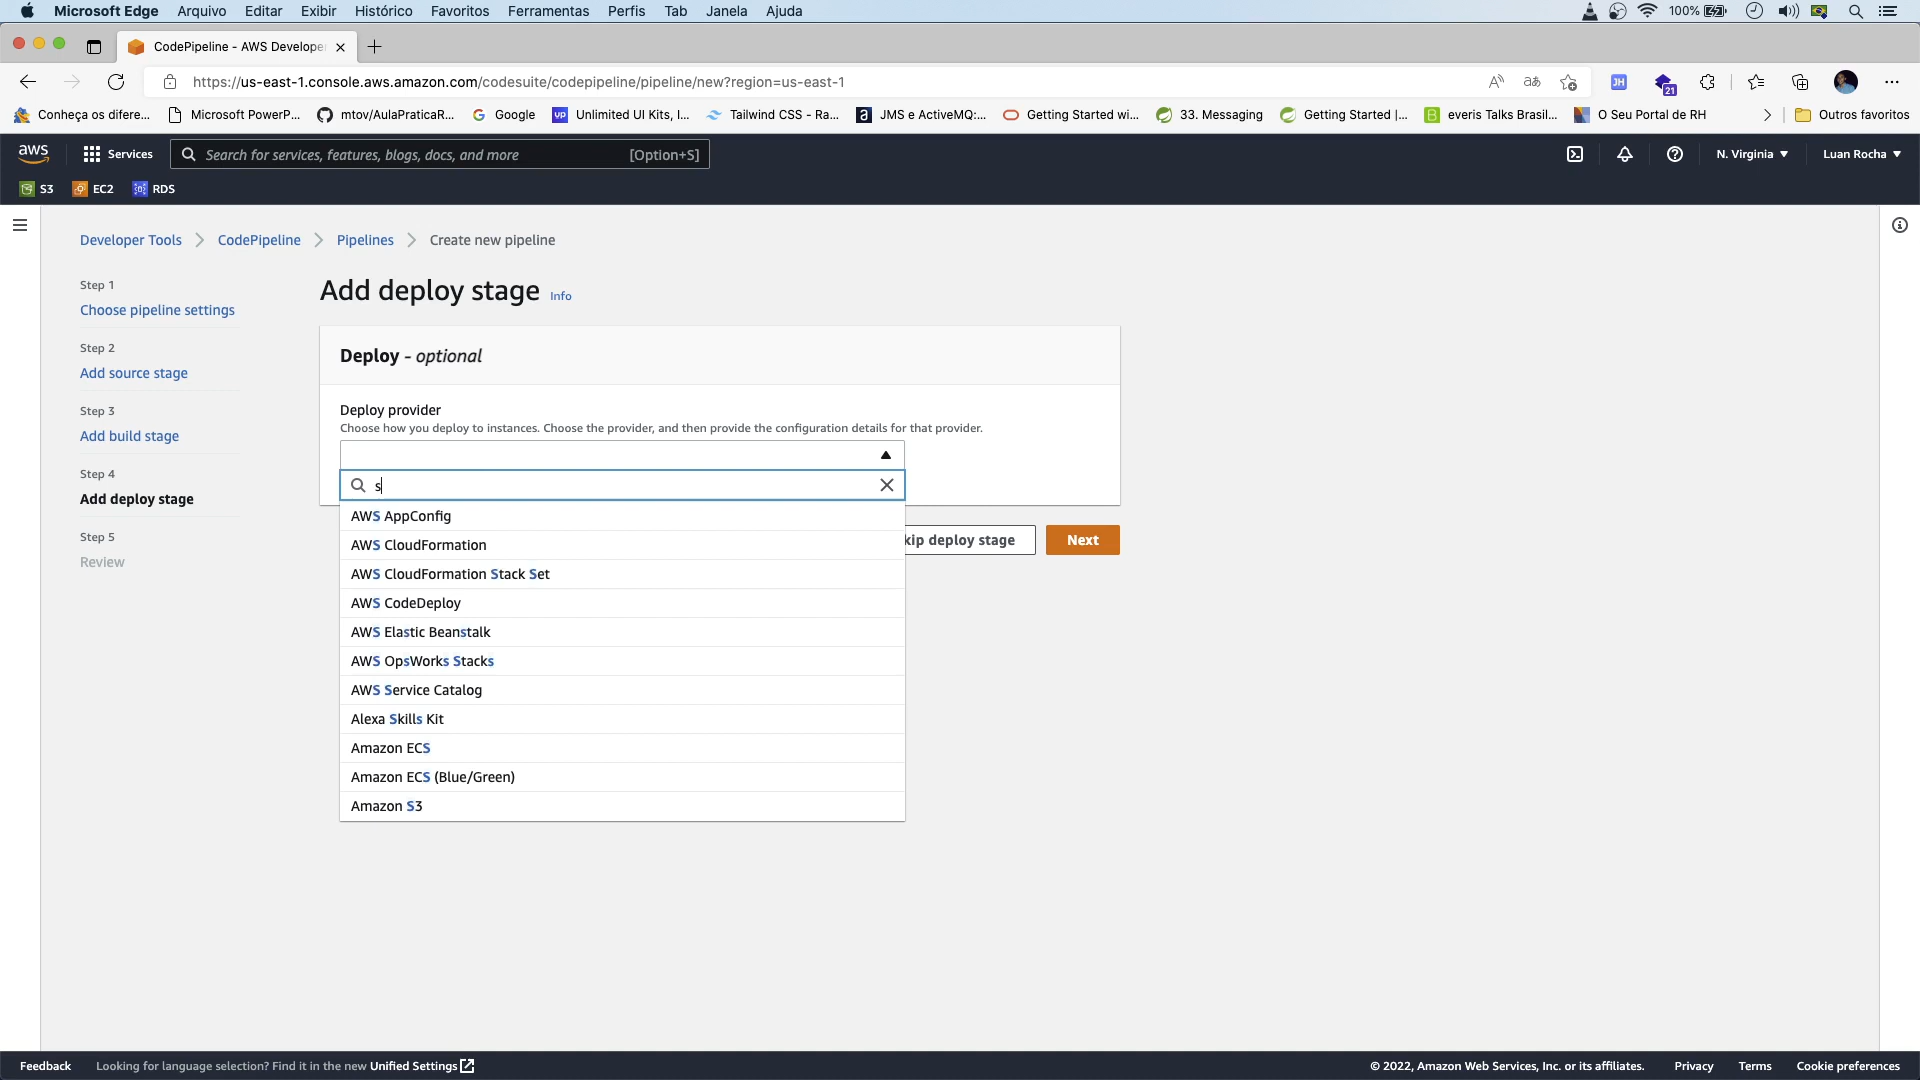 Microsoft Edge Arquivo Editar Exibir Histórico Favoritos Ferramentas Perfis Tab Janela Ajuda 100%
CodePipeline - AWS Develope
https://us-east-1.console.aws.amazon.com/codesuite/codepipeline/pipeline/new?region=us-east-1 JH 21
Conheça os difere... Microsoft PowerP... mtov/AulaPraticaR... Google Unlimited UI Kits, I... Tailwind CSS - Ra... JMS e ActiveMQ:... Getting Started wi... 33. Messaging Getting Started |... everis Talks Brasil... O Seu Portal de RH Outros favoritos
aws Services Search for services, features, blogs, docs, and more [Option+S] N. Virginia Luan Rocha
S3 EC2 RDS
Developer Tools CodePipeline Pipelines Create new pipeline
Step 1
Choose pipeline settings
Step 2
Add source stage
Step 3
Add build stage
Step 4
Add deploy stage
Step 5
Review
Add deploy stage Info
Deploy - optional
Deploy provider
Choose how you deploy to instances. Choose the provider, and then provide the configuration details for that provider.
s
AWS AppConfig
AWS CloudFormation
AWS CloudFormation Stack Set
AWS CodeDeploy
AWS Elastic Beanstalk
AWS OpsWorks Stacks
AWS Service Catalog
Alexa Skills Kit
Amazon ECS
Amazon ECS (Blue/Green)
Amazon S3
kip deploy stage Next
Feedback Looking for language selection? Find it in the new Unified Settings © 2022, Amazon Web Services, Inc. or its affiliates. Privacy Terms Cookie preferences